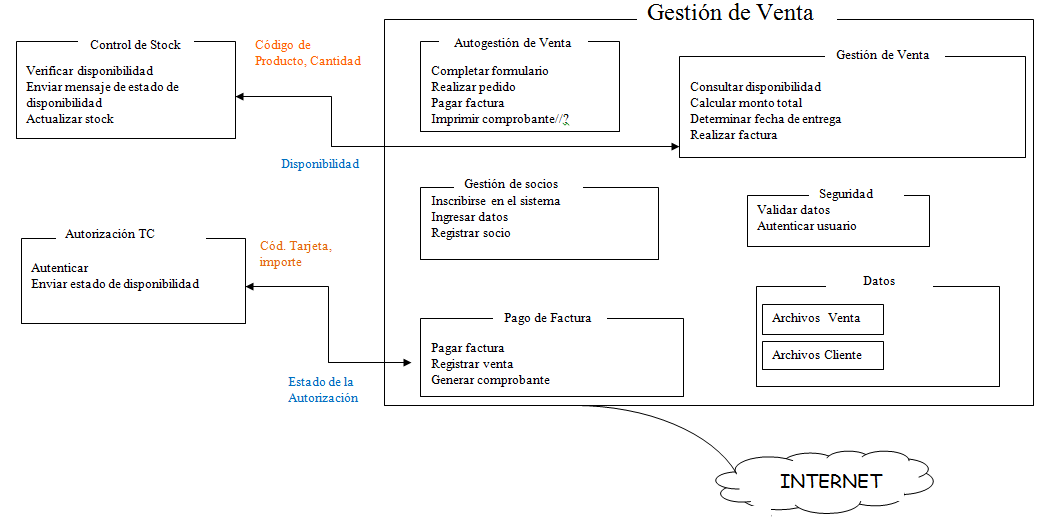 Gestión de Venta
Control de Stock
Verificar disponibilidad
Enviar mensaje de estado de
disponibilidad
Actualizar stock
Código de
Producto, Cantidad
Disponibilidad
Autogestión de Venta
Completar formulario
Realizar pedido
Pagar factura
Imprimir comprobante//?
Gestión de Venta
Consultar disponibilidad
Calcular monto total
Determinar fecha de entrega
Realizar factura
Gestión de socios
Inscribirse en el sistema
Ingresar datos
Registrar socio
Seguridad
Validar datos
Autenticar usuario
Autorización TC
Autenticar
Enviar estado de disponibilidad
Cód. Tarjeta,
importe
Estado de la
Autorización
Pago de Factura
Pagar factura
Registrar venta
Generar comprobante
Datos
Archivos Venta
Archivos Cliente
INTERNET